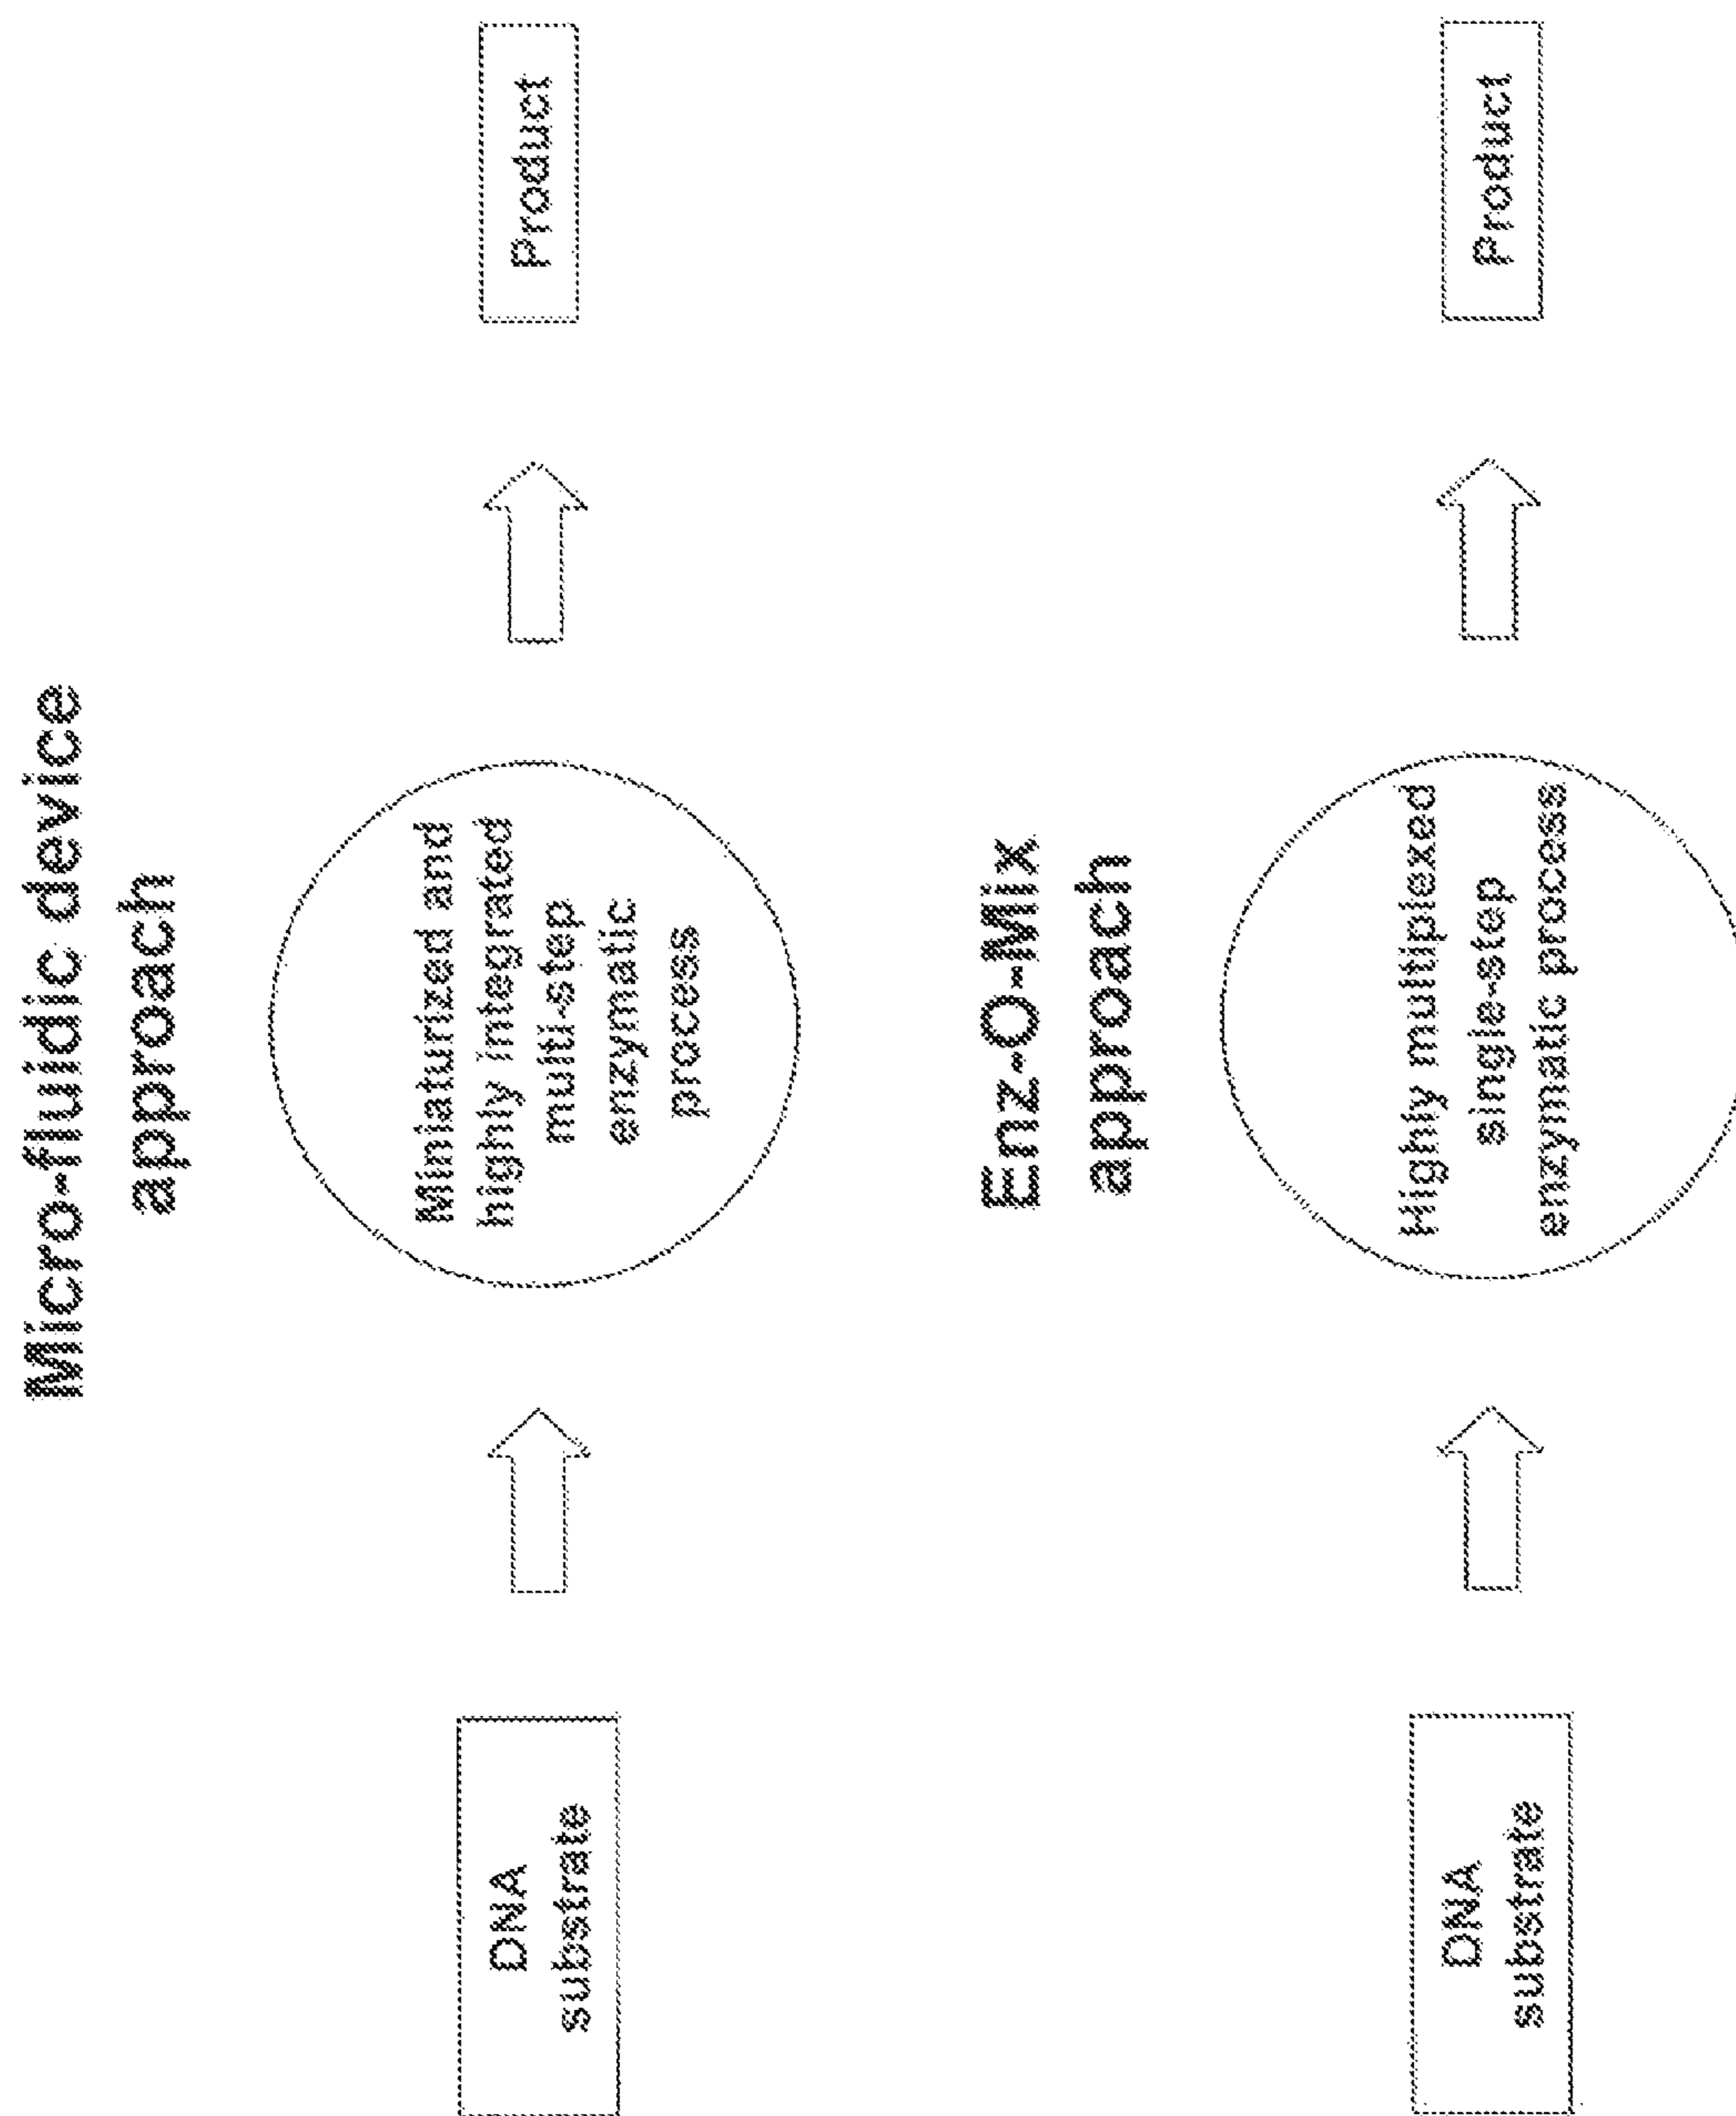 Micro-fluidic device
approach
DNA
substrate
Miniaturized and
highly integrated
multi-step
enzymatic
process
Product
Enz-O-Mix
approach
DNA
substrate
Highly multiplexed
single-step
enzymatic process
Product